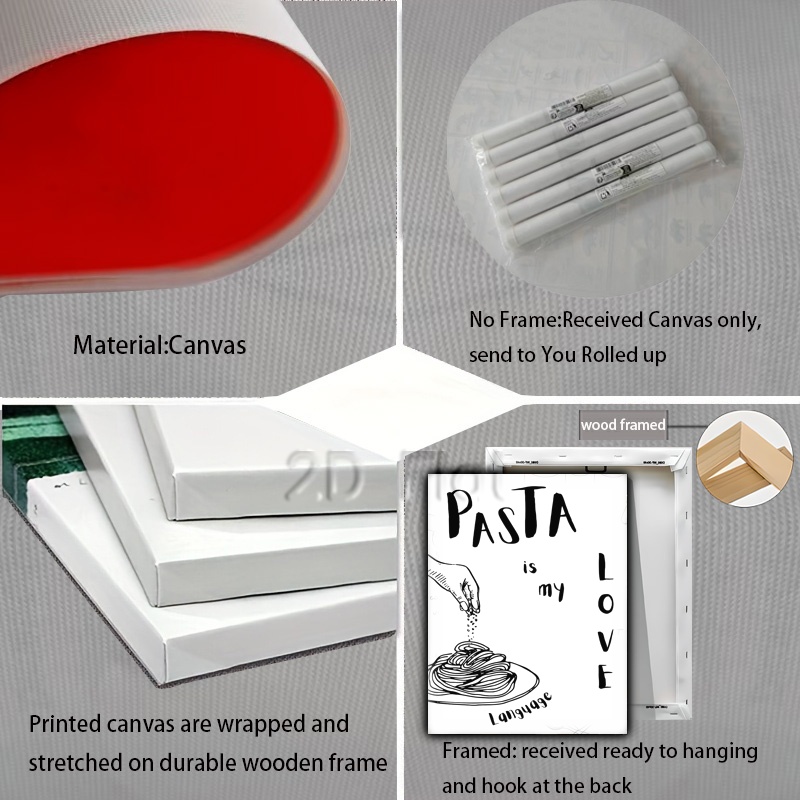 Material:Canvas
No Frame:Received Canvas only,
send to You Rolled up
2D Flat
Printed canvas are wrapped and
stretched on durable wooden frame
wood framed
PASTA
is
my
LOVE
Language
Framed: received ready to hanging
and hook at the back